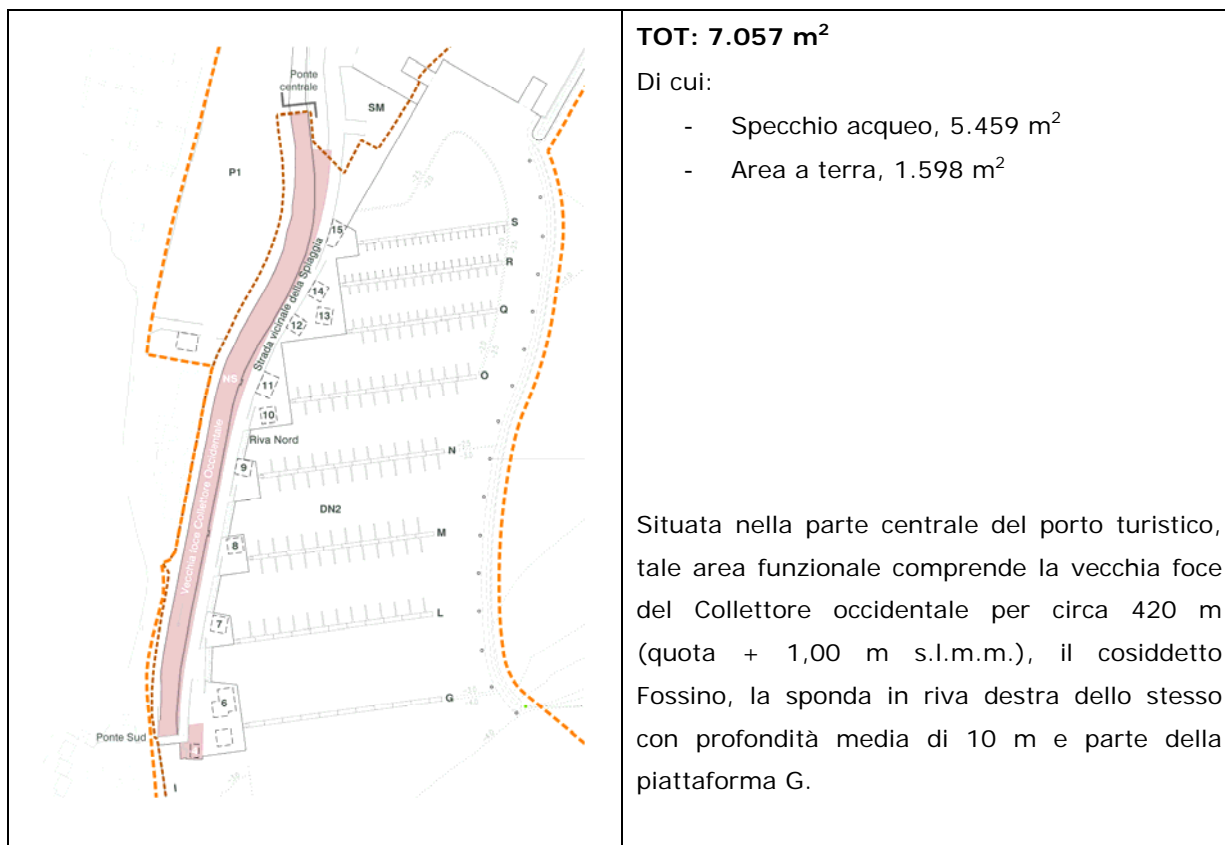 Ponte
centrale
SM
P1
S
15
R
14
Q
13
12
Strada vicinale della Spiaggia
O
NS
11
10
Riva Nord
N
9
DN2
M
8
Vecchia foce Collettore Occidentale
L
7
6
G
Ponte Sud
I
TOT: 7.057 m²
Di cui:
- Specchio acqueo, 5.459 m²
- Area a terra, 1.598 m²
Situata nella parte centrale del porto turistico,
tale area funzionale comprende la vecchia foce
del Collettore occidentale per circa 420 m
(quota + 1,00 m s.l.m.m.), il cosiddetto
Fossino, la sponda in riva destra dello stesso
con profondità media di 10 m e parte della
piattaforma G.